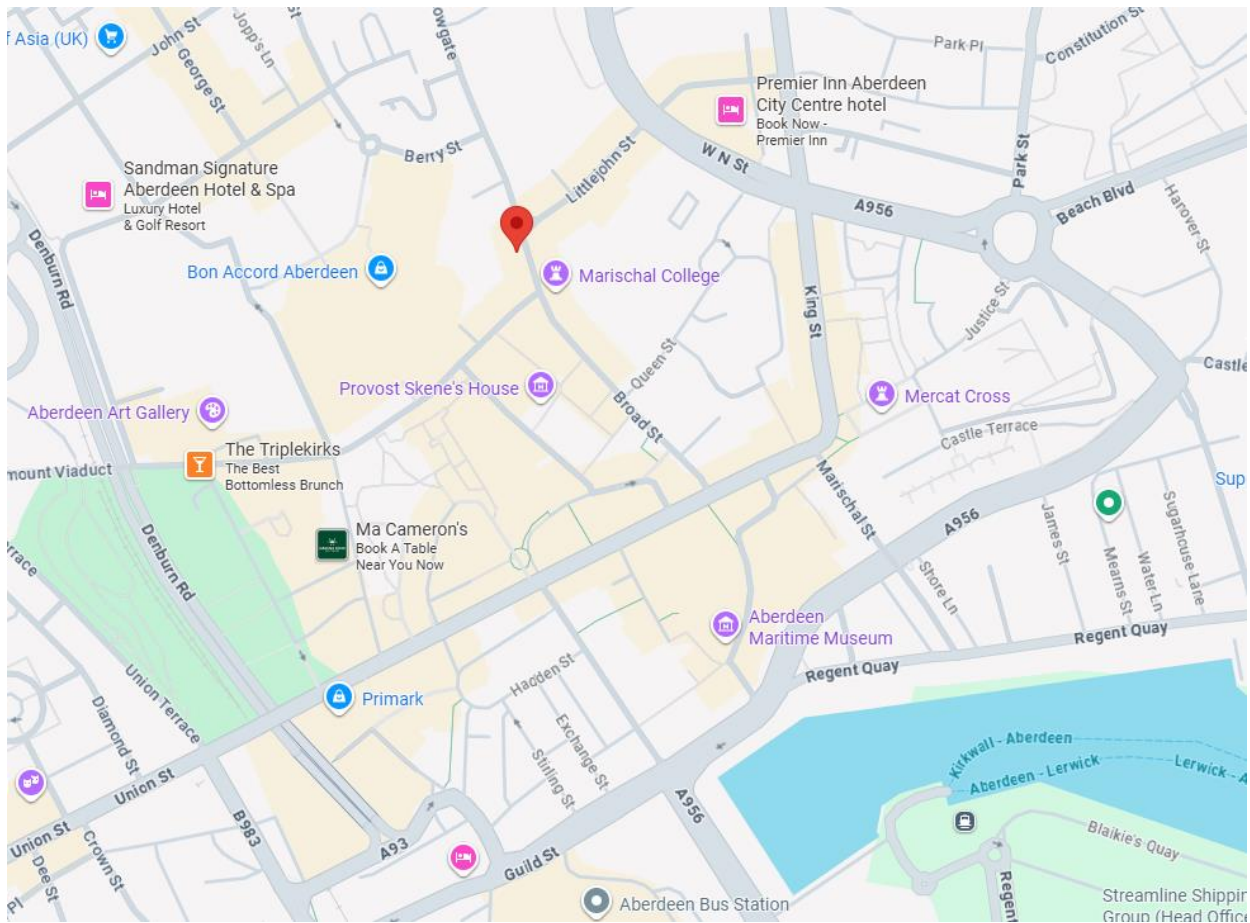 f Asia (UK)
John St
Jopp's Ln
George St
owgate
Park Pl
Constitution St
Premier Inn Aberdeen
City Centre hotel
Book Now -
Premier Inn
Berry St
Littlejohn St
W N St
Park St
Sandman Signature
Aberdeen Hotel & Spa
Luxury Hotel
& Golf Resort
A956
Beach Blvd
Hanover St
Denburn Rd
Bon Accord Aberdeen
Marischal College
King St
Justice St
Queen St
Castle
Provost Skene's House
Broad St
Mercat Cross
Aberdeen Art Gallery
Castle Terrace
The Triplekirks
The Best
Bottomless Brunch
mount Viaduct
Marischal St
Sup
A956
Ma Cameron's
Book A Table
Near You Now
James St
Mearns St
Water Ln
Sugarhouse Lane
Denburn Rd
errace
Shore Ln
Aberdeen
Maritime Museum
Regent Quay
Regent Quay
Hadden St
Union Terrace
Primark
Diamond St
Exchange St
Stirling St
Kirkwall - Aberdeen
Aberdeen - Lerwick
Lerwick - A
Union St
Union St
B983
A93
A956
Guild St
Crown St
Dee St
Pl
Blaikie's Quay
Regent
Aberdeen Bus Station
Streamline Shippin
Group (Head Offic